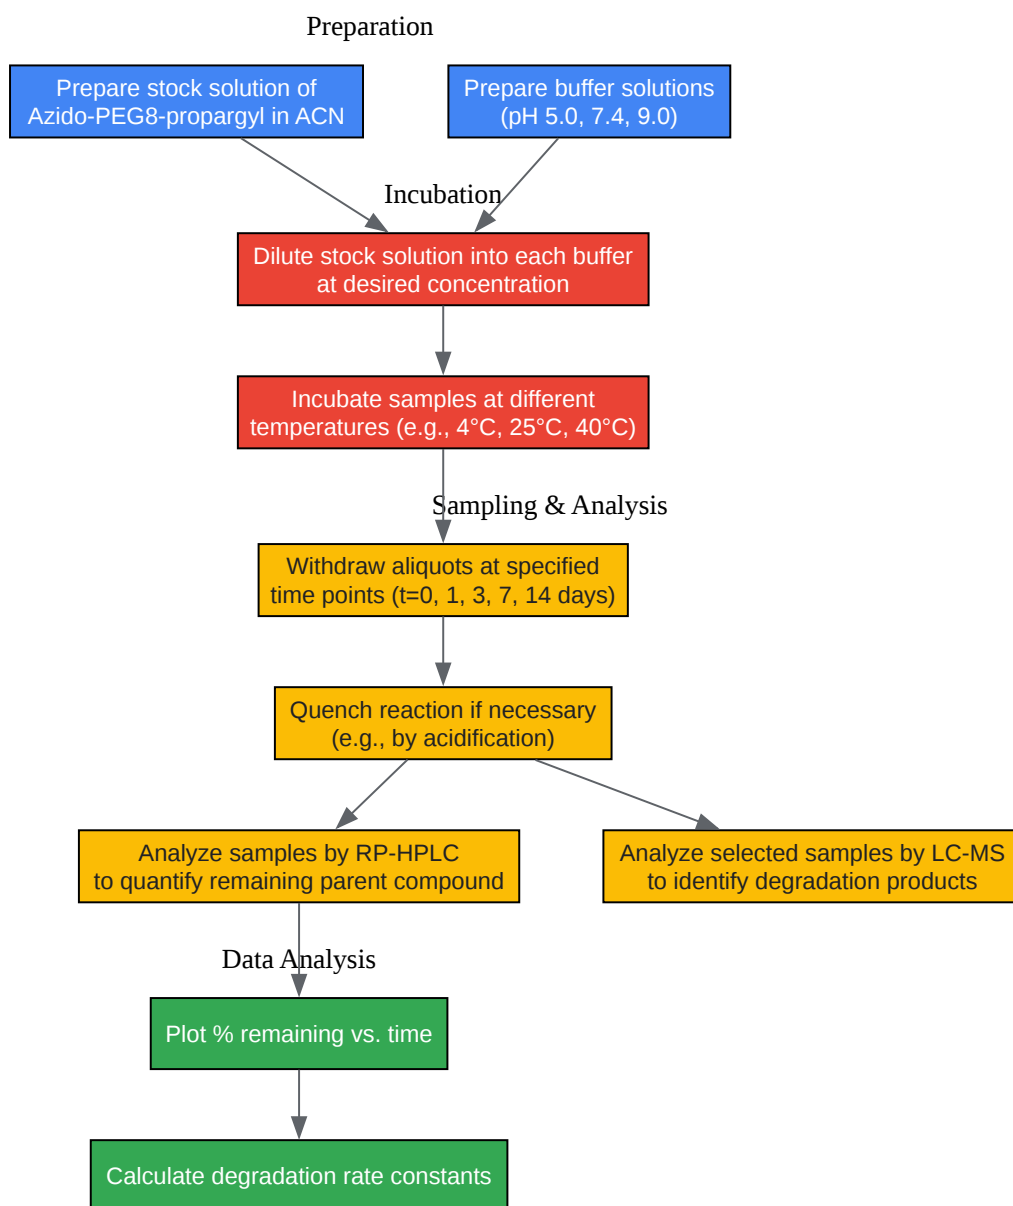 Preparation
Prepare stock solution of
Azido-PEG8-propargyl in ACN
Prepare buffer solutions
(pH 5.0, 7.4, 9.0)
Incubation
Dilute stock solution into each buffer
at desired concentration
Incubate samples at different
temperatures (e.g., 4°C, 25°C, 40°C)
Sampling & Analysis
Withdraw aliquots at specified
time points (t=0, 1, 3, 7, 14 days)
Quench reaction if necessary
(e.g., by acidification)
Analyze samples by RP-HPLC
to quantify remaining parent compound
Analyze selected samples by LC-MS
to identify degradation products
Data Analysis
Plot % remaining vs. time
Calculate degradation rate constants